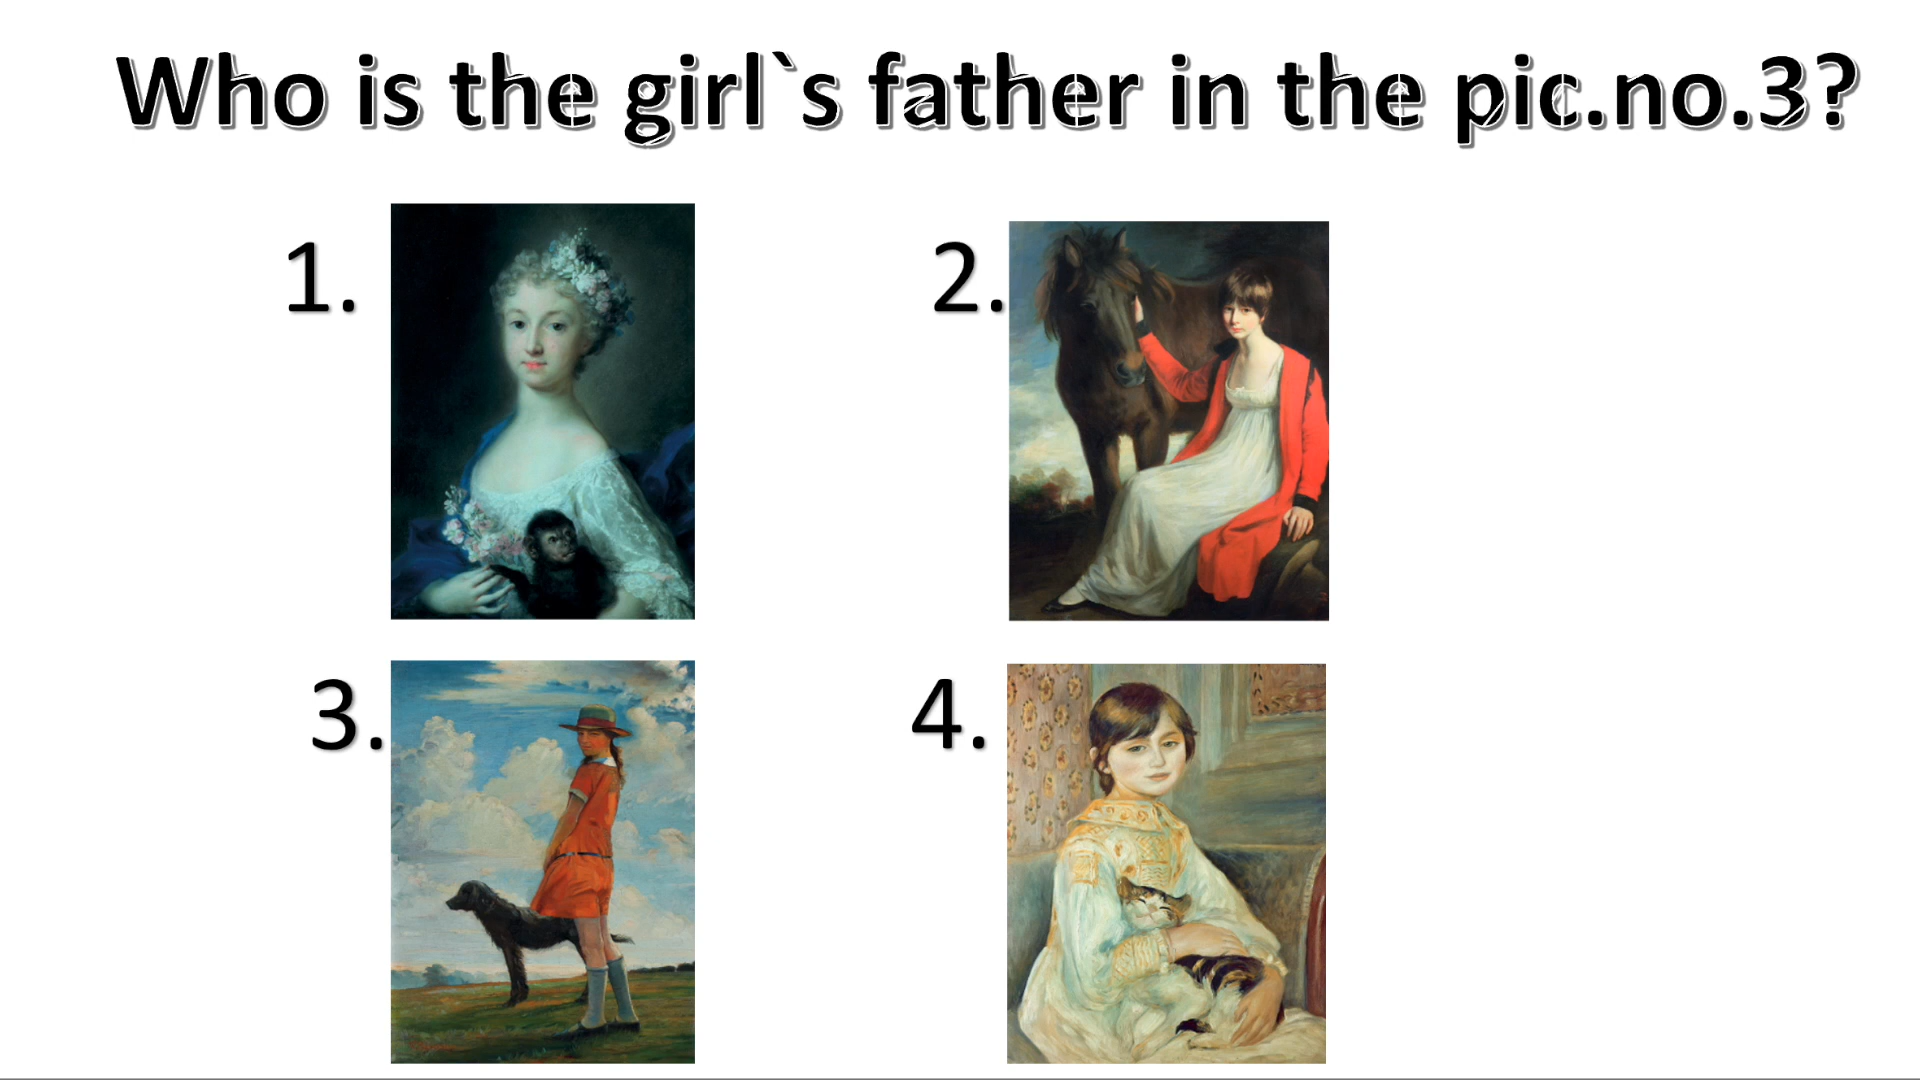 Who is the girl`s father in the pic.no.3?
1.
2.
3.
4.